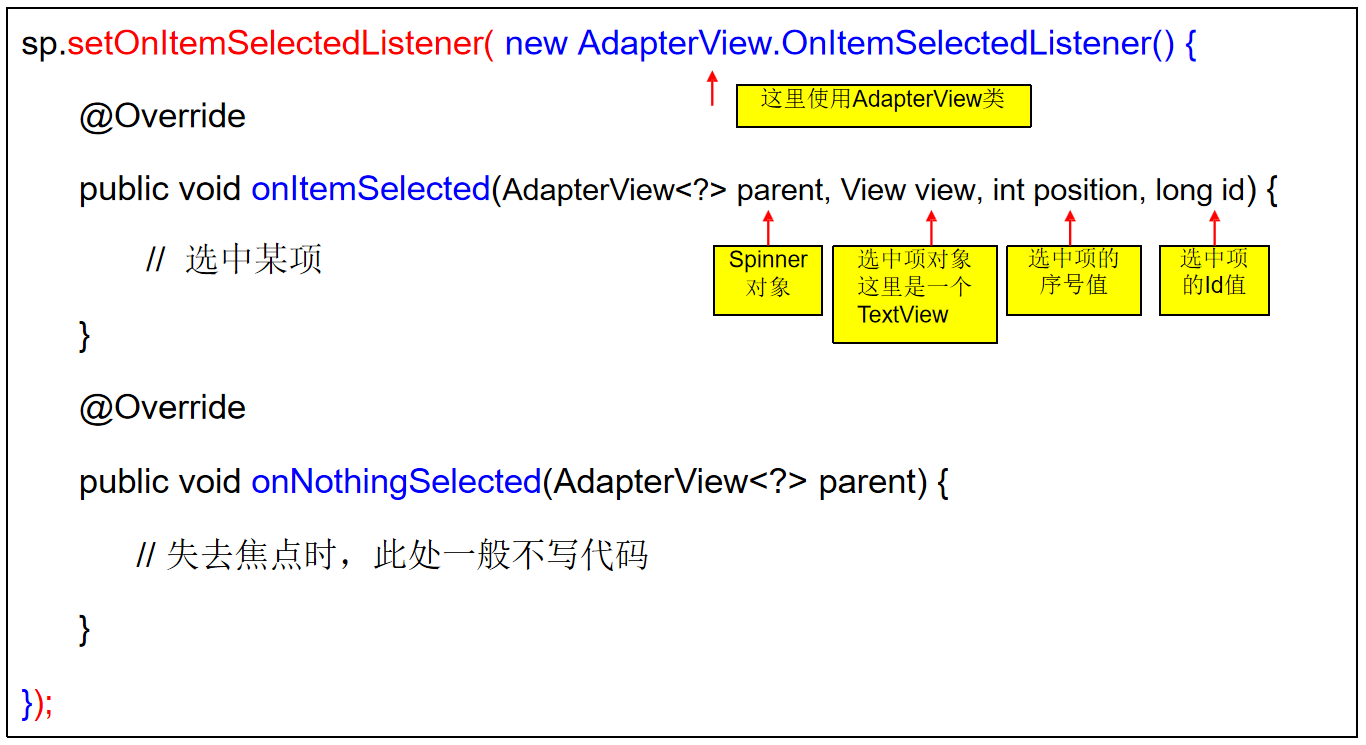 sp.setOnItemSelectedListener( new AdapterView.OnItemSelectedListener() {
这里使用AdapterView类
@Override
public void onItemSelected(AdapterView<?> parent, View view, int position, long id) {
// 选中某项
Spinner
对象
选中项对象
这里是一个
TextView
选中项的
序号值
选中项
的Id值
}
@Override
public void onNothingSelected(AdapterView<?> parent) {
// 失去焦点时，此处一般不写代码
}
});